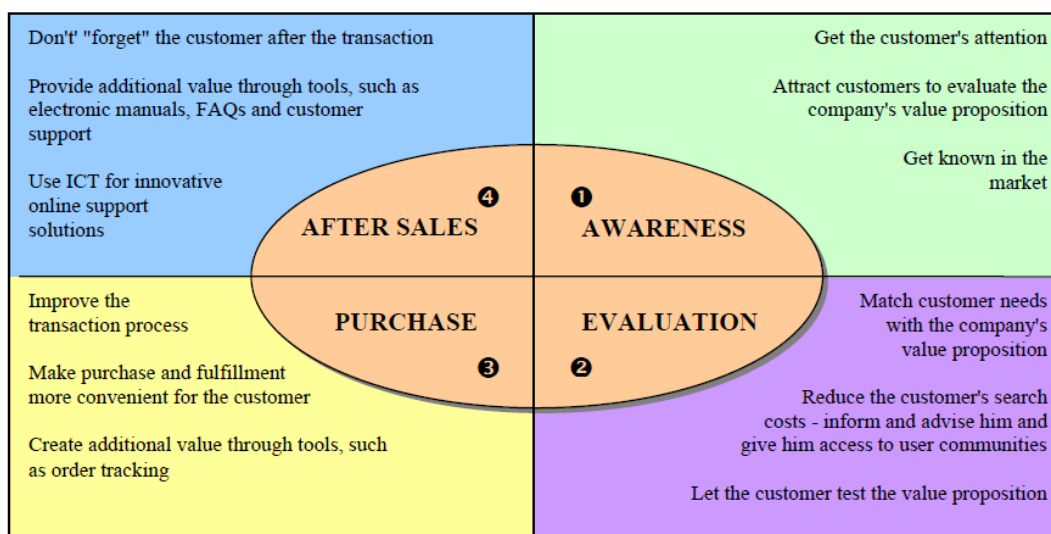 Don't' "forget" the customer after the transaction
Provide additional value through tools, such as
electronic manuals, FAQs and customer
support
Use ICT for innovative
online support
solutions
Get the customer's attention
Attract customers to evaluate the
company's value proposition
Get known in the
market
❹
AFTER SALES
❶
AWARENESS
PURCHASE
❸
EVALUATION
❷
Improve the
transaction process
Make purchase and fulfillment
more convenient for the customer
Create additional value through tools, such
as order tracking
Match customer needs
with the company's
value proposition
Reduce the customer's search
costs - inform and advise him and
give him access to user communities
Let the customer test the value proposition